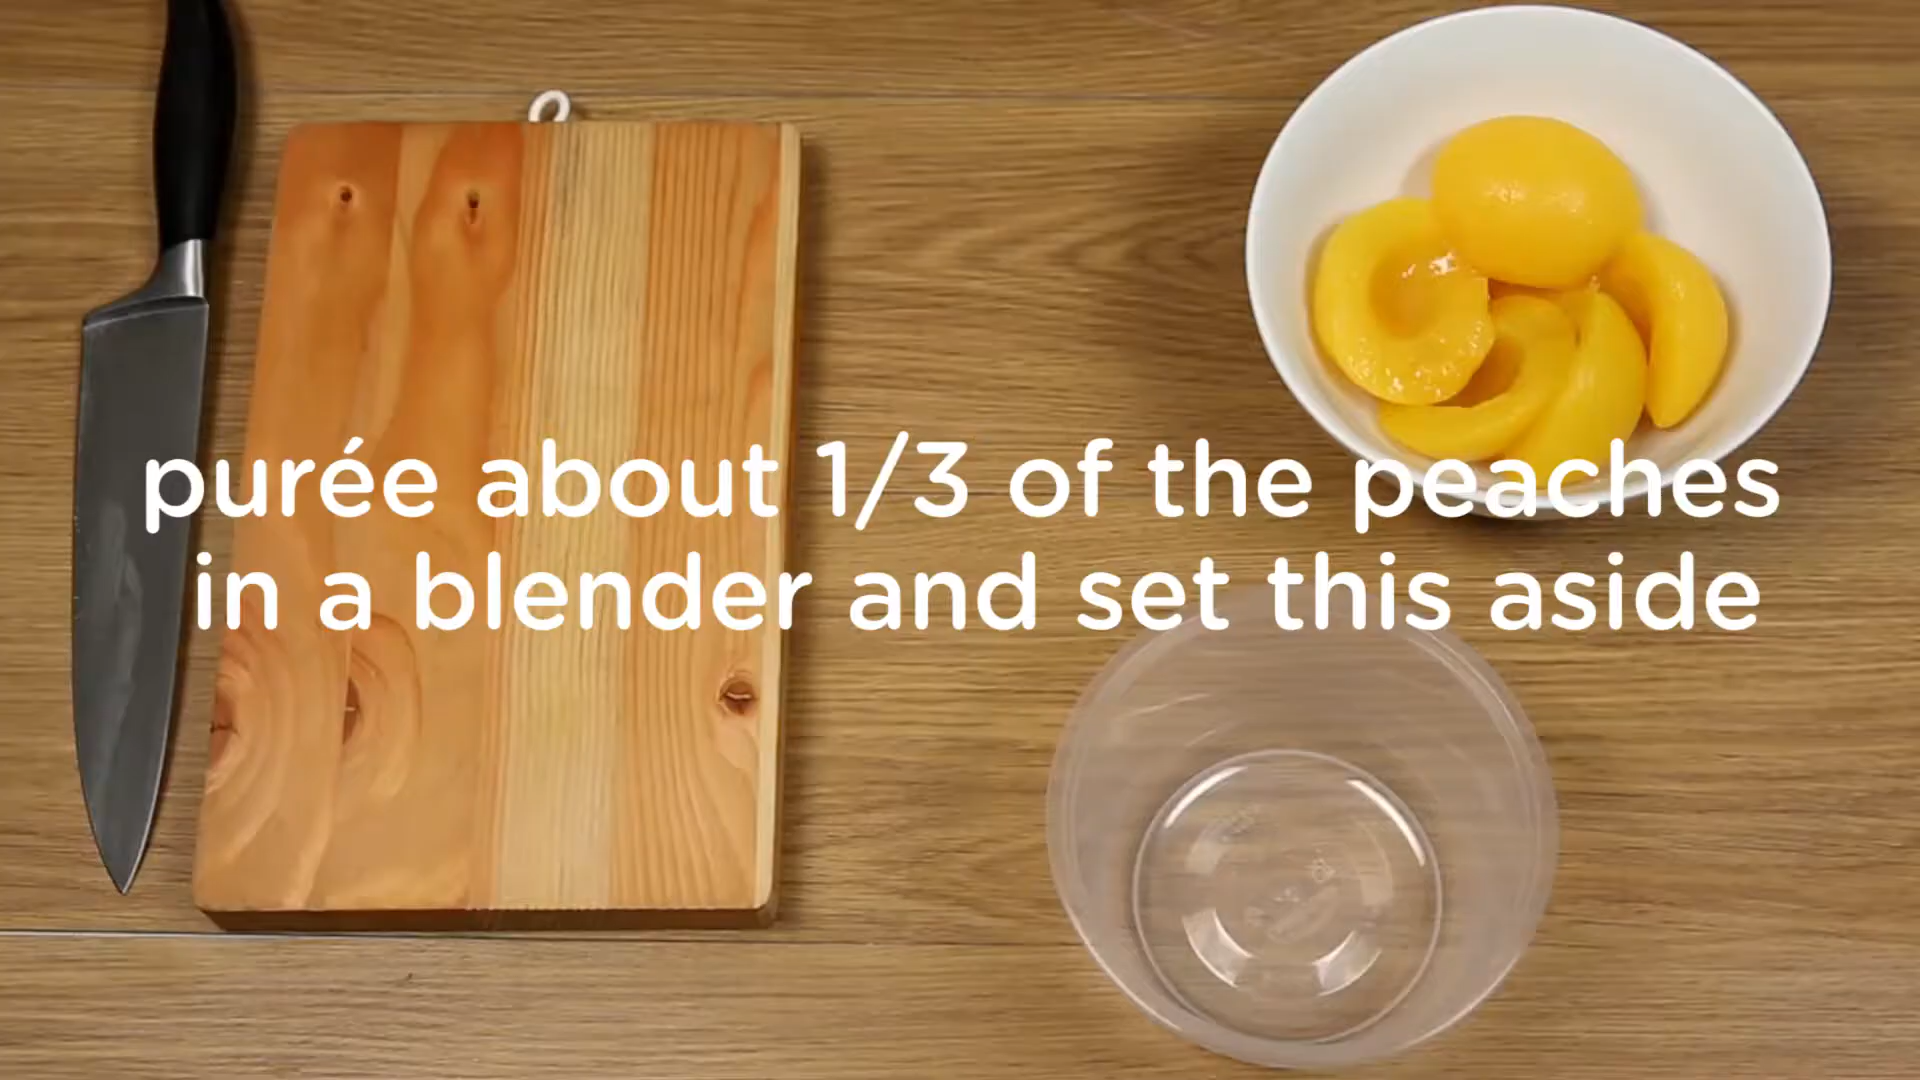 purée about 1/3 of the peaches
in a blender and set this aside